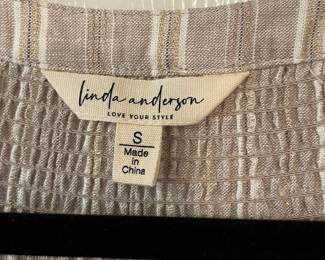 linda anderson
LOVE YOUR STYLE
S
Made
in
China